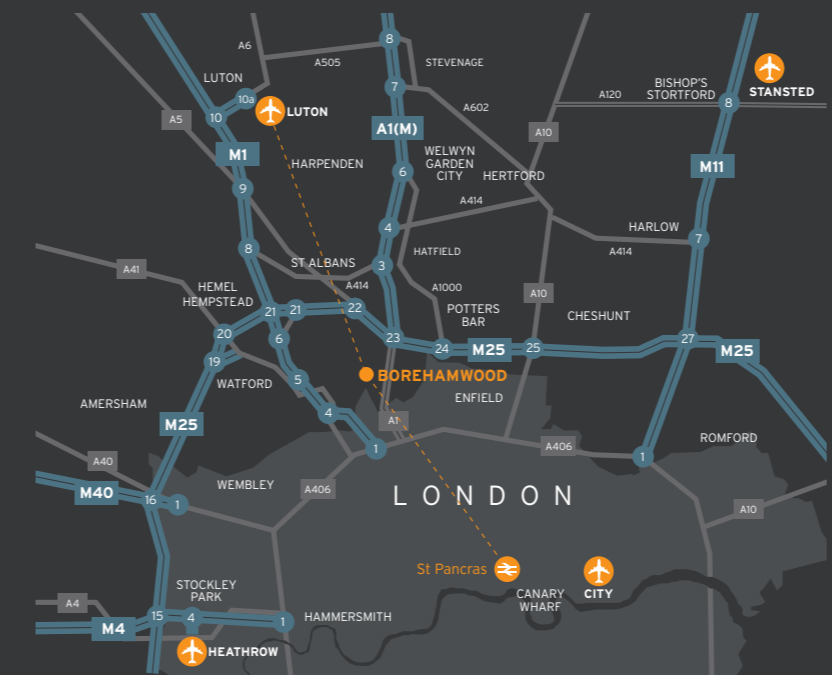 8
A6
A505
STEVENAGE
LUTON
BISHOP'S
STORTFORD
STANSTED
7
10a
10
LUTON
A5
A602
A120
8
A1(M)
A10
M1
HARPENDEN
WELWYN
GARDEN
CITY
HERTFORD
M11
6
9
A414
4
HARLOW
7
8
HATFIELD
A414
ST ALBANS
3
A41
A414
A1000
A10
HEMEL
HEMPSTEAD
21
21
22
POTTERS
BAR
CHESHUNT
20
6
23
24
M25
25
27
M25
19
WATFORD
5
BOREHAMWOOD
ENFIELD
AMERSHAM
4
M25
A1
1
A406
1
ROMFORD
A40
WEMBLEY
A406
M40
16
1
LONDON
A10
St Pancras
CANARY
WHARF
CITY
STOCKLEY
PARK
A4
15
4
1
HAMMERSMITH
M4
HEATHROW